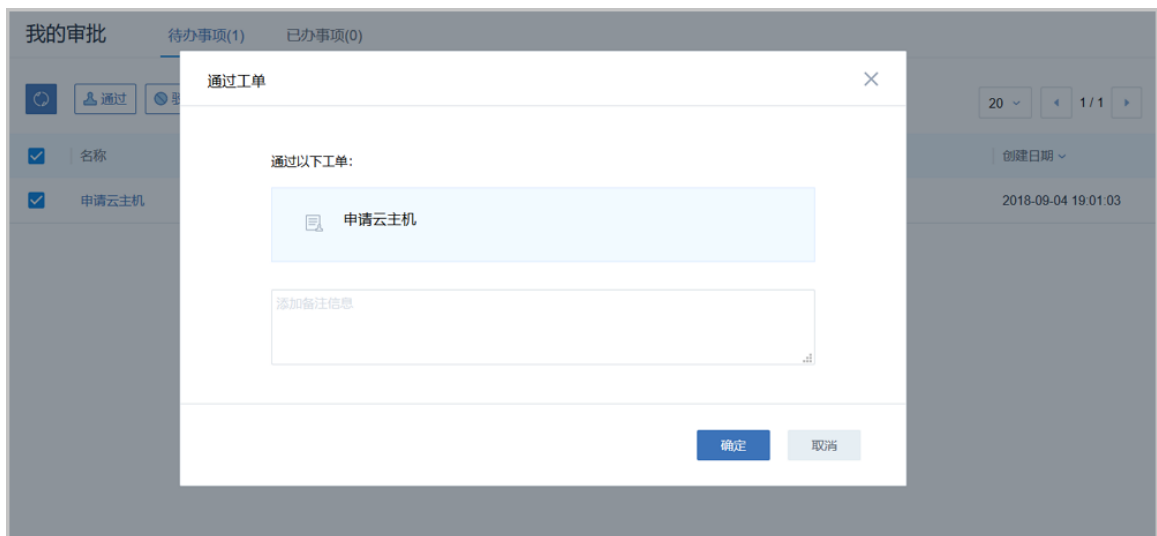 我的审批 待办事项(1) 已办事项(0)
通过工单
通过
20 1 / 1
名称 创建日期
通过以下工单:
申请云主机 2018-09-04 19:01:03
申请云主机
添加备注信息
确定 取消